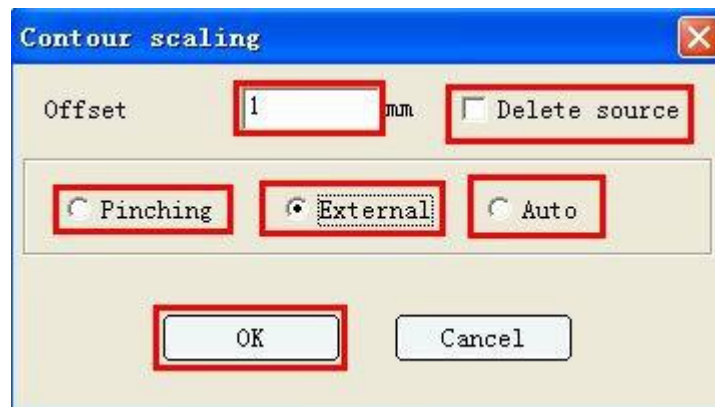 Contour scaling
Offset 1 mm Delete source
Pinching External Auto
OK Cancel